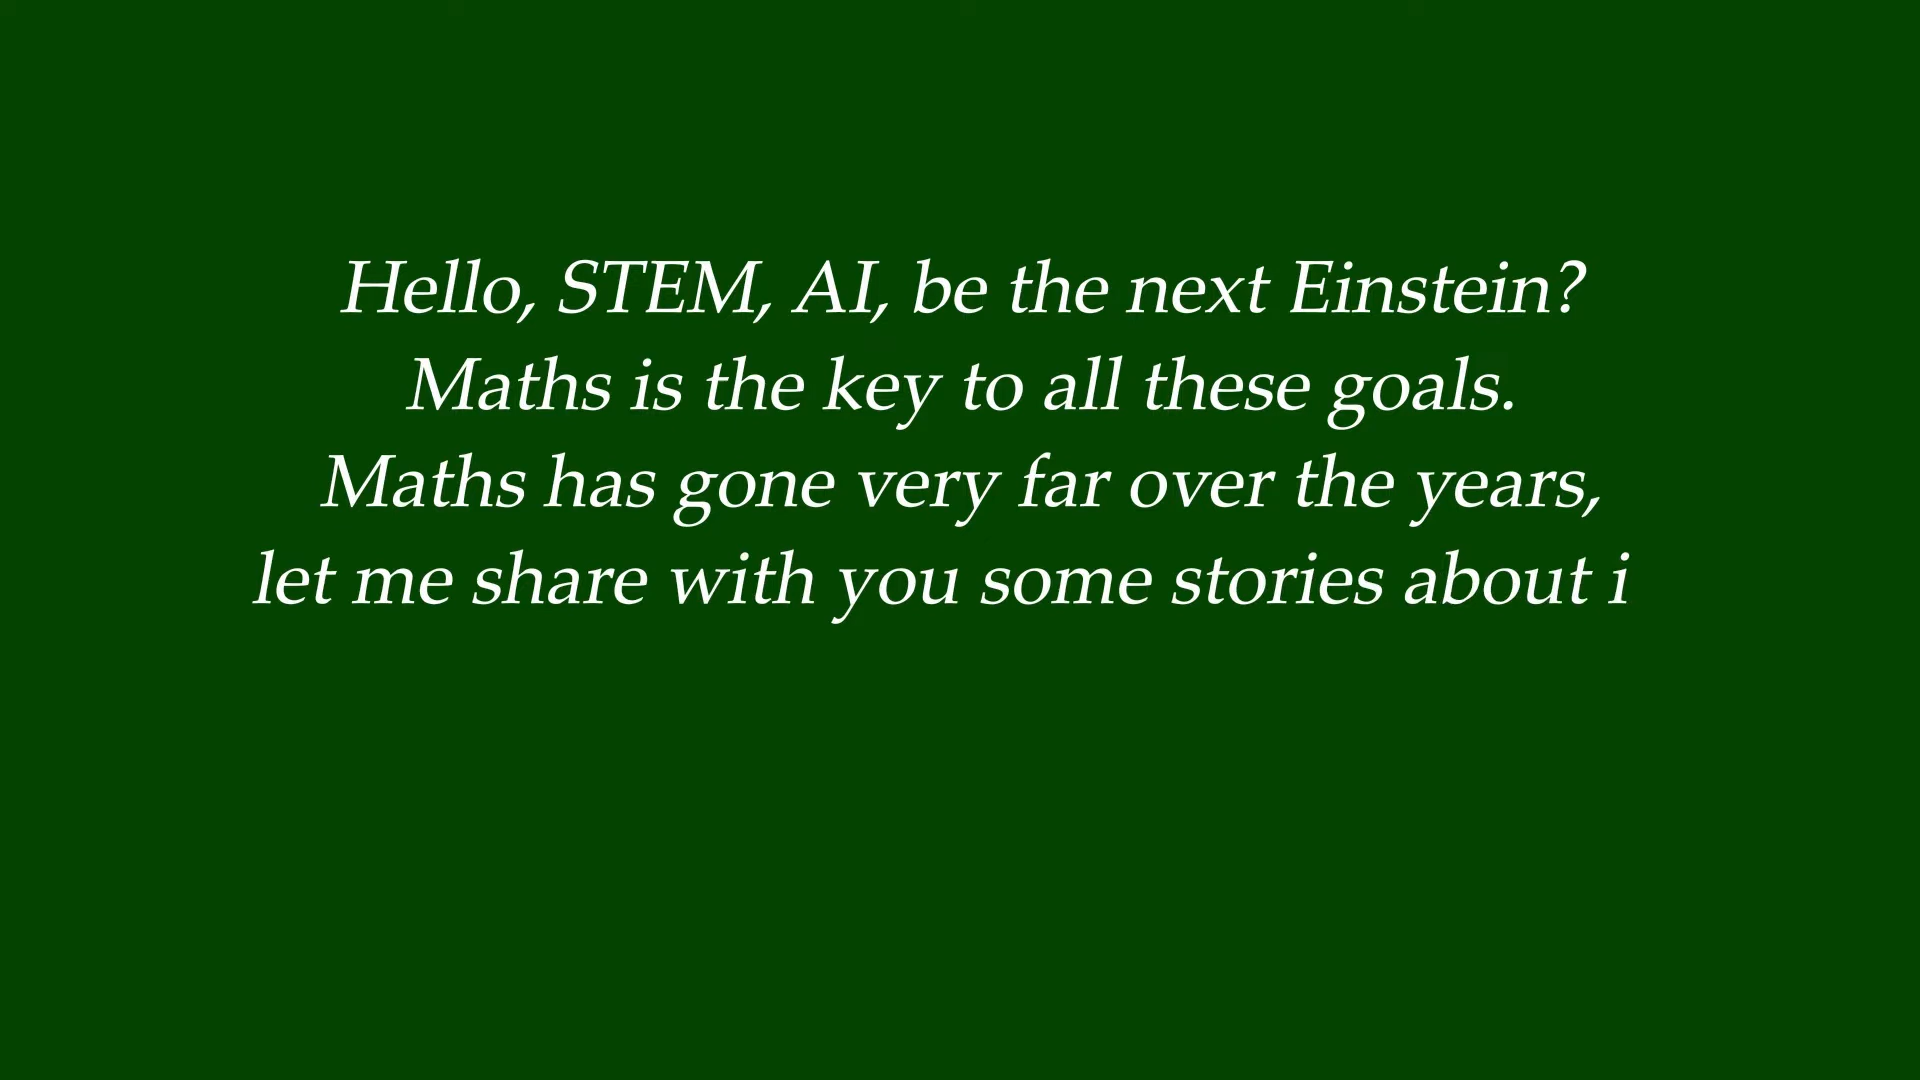 Hello, STEM, AI, be the next Einstein?
Maths is the key to all these goals.
Maths has gone very far over the years,
let me share with you some stories about i